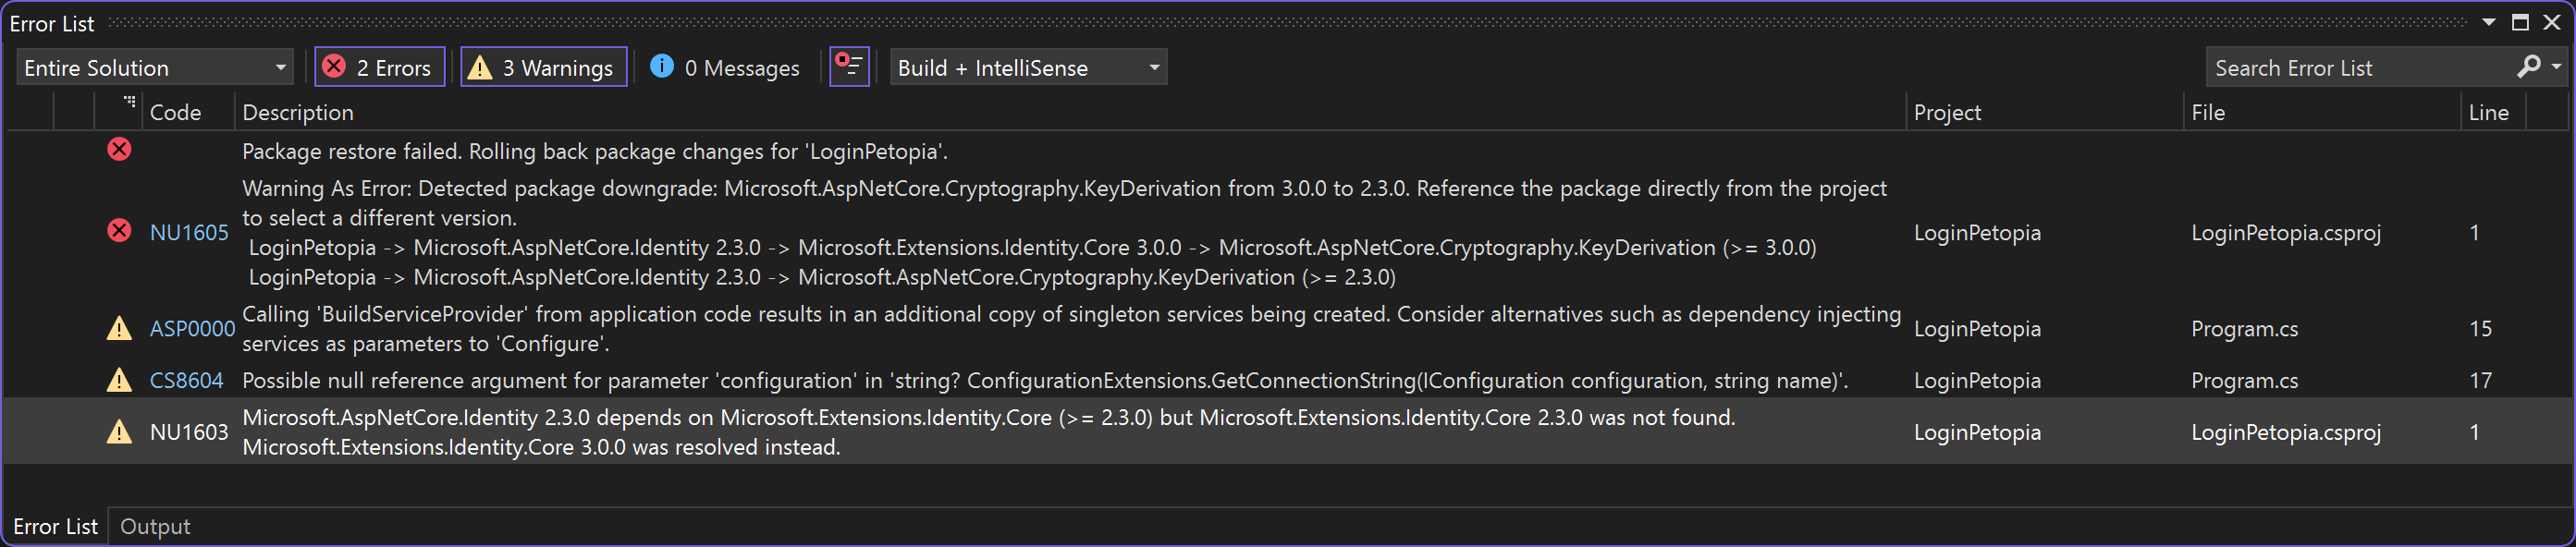 Error List
Entire Solution
2 Errors
3 Warnings
0 Messages
Build + IntelliSense
Search Error List
Code Description Project File Line
Package restore failed. Rolling back package changes for 'LoginPetopia'.
Warning As Error: Detected package downgrade: Microsoft.AspNetCore.Cryptography.KeyDerivation from 3.0.0 to 2.3.0. Reference the package directly from the project
to select a different version.
NU1605
LoginPetopia -> Microsoft.AspNetCore.Identity 2.3.0 -> Microsoft.Extensions.Identity.Core 3.0.0 -> Microsoft.AspNetCore.Cryptography.KeyDerivation (>= 3.0.0)
LoginPetopia -> Microsoft.AspNetCore.Identity 2.3.0 -> Microsoft.AspNetCore.Cryptography.KeyDerivation (>= 2.3.0)
LoginPetopia LoginPetopia.csproj 1
ASP0000
Calling 'BuildServiceProvider' from application code results in an additional copy of singleton services being created. Consider alternatives such as dependency injecting
services as parameters to 'Configure'.
LoginPetopia Program.cs 15
CS8604 Possible null reference argument for parameter 'configuration' in 'string? ConfigurationExtensions.GetConnectionString(IConfiguration configuration, string name)'. LoginPetopia Program.cs 17
NU1603
Microsoft.AspNetCore.Identity 2.3.0 depends on Microsoft.Extensions.Identity.Core (>= 2.3.0) but Microsoft.Extensions.Identity.Core 2.3.0 was not found.
Microsoft.Extensions.Identity.Core 3.0.0 was resolved instead.
LoginPetopia LoginPetopia.csproj 1
Error List Output